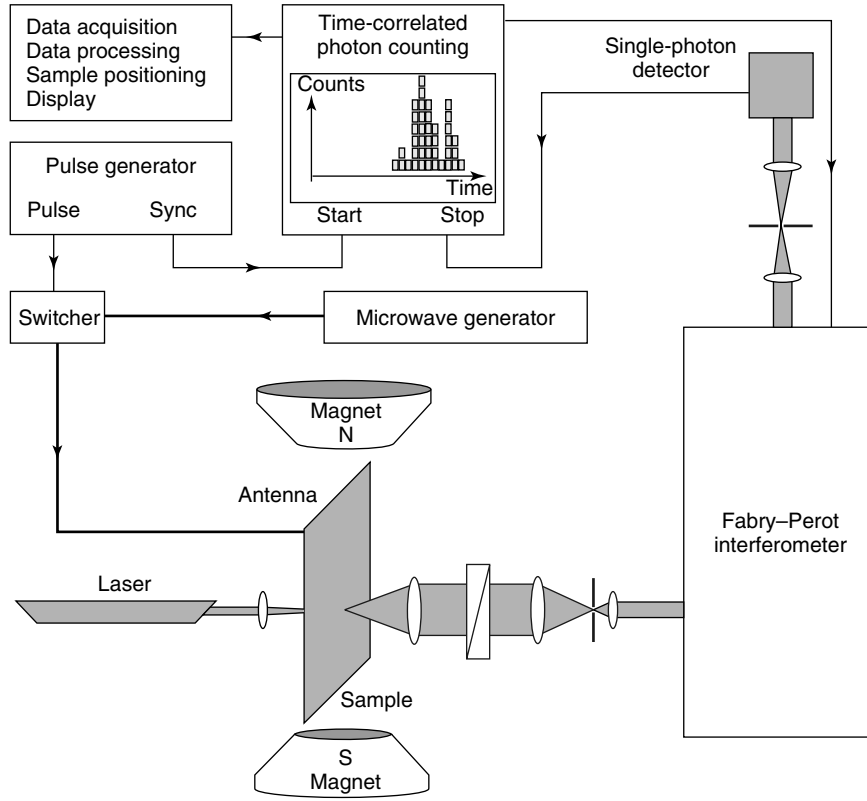 Data acquisition
Data processing
Sample positioning
Display
Time-correlated
photon counting
Counts
Time
Start
Stop
Single-photon
detector
Pulse generator
Pulse
Sync
Switcher
Microwave generator
Magnet
N
Antenna
Fabry–Perot
interferometer
Laser
Sample
S
Magnet